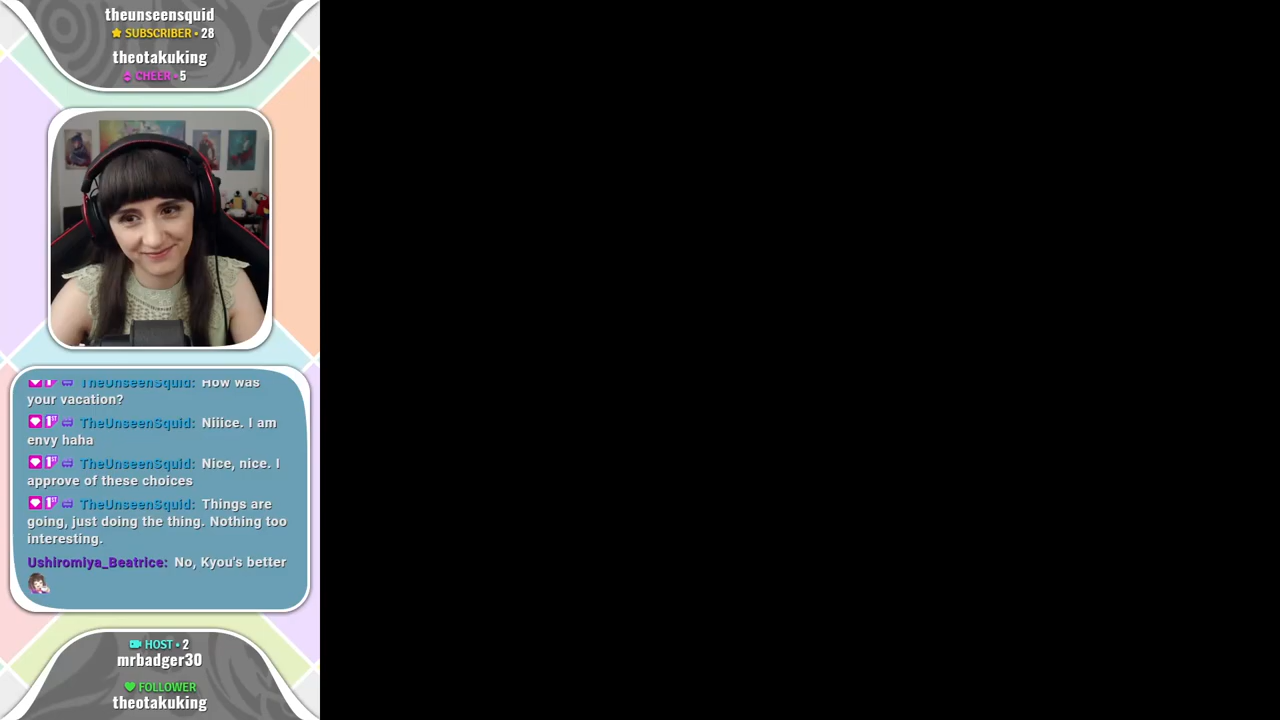 theunseensquid
SUBSCRIBER • 28
theotakuking
CHEER • 5
TheUnseenSquid: How was
your vacation?
TheUnseenSquid: Niiice. I am
envy haha
TheUnseenSquid: Nice, nice. I
approve of these choices
TheUnseenSquid: Things are
going, just doing the thing. Nothing too
interesting.
Ushiromiya_Beatrice: No, Kyou's better
HOST • 2
mrbadger30
FOLLOWER
theotakuking